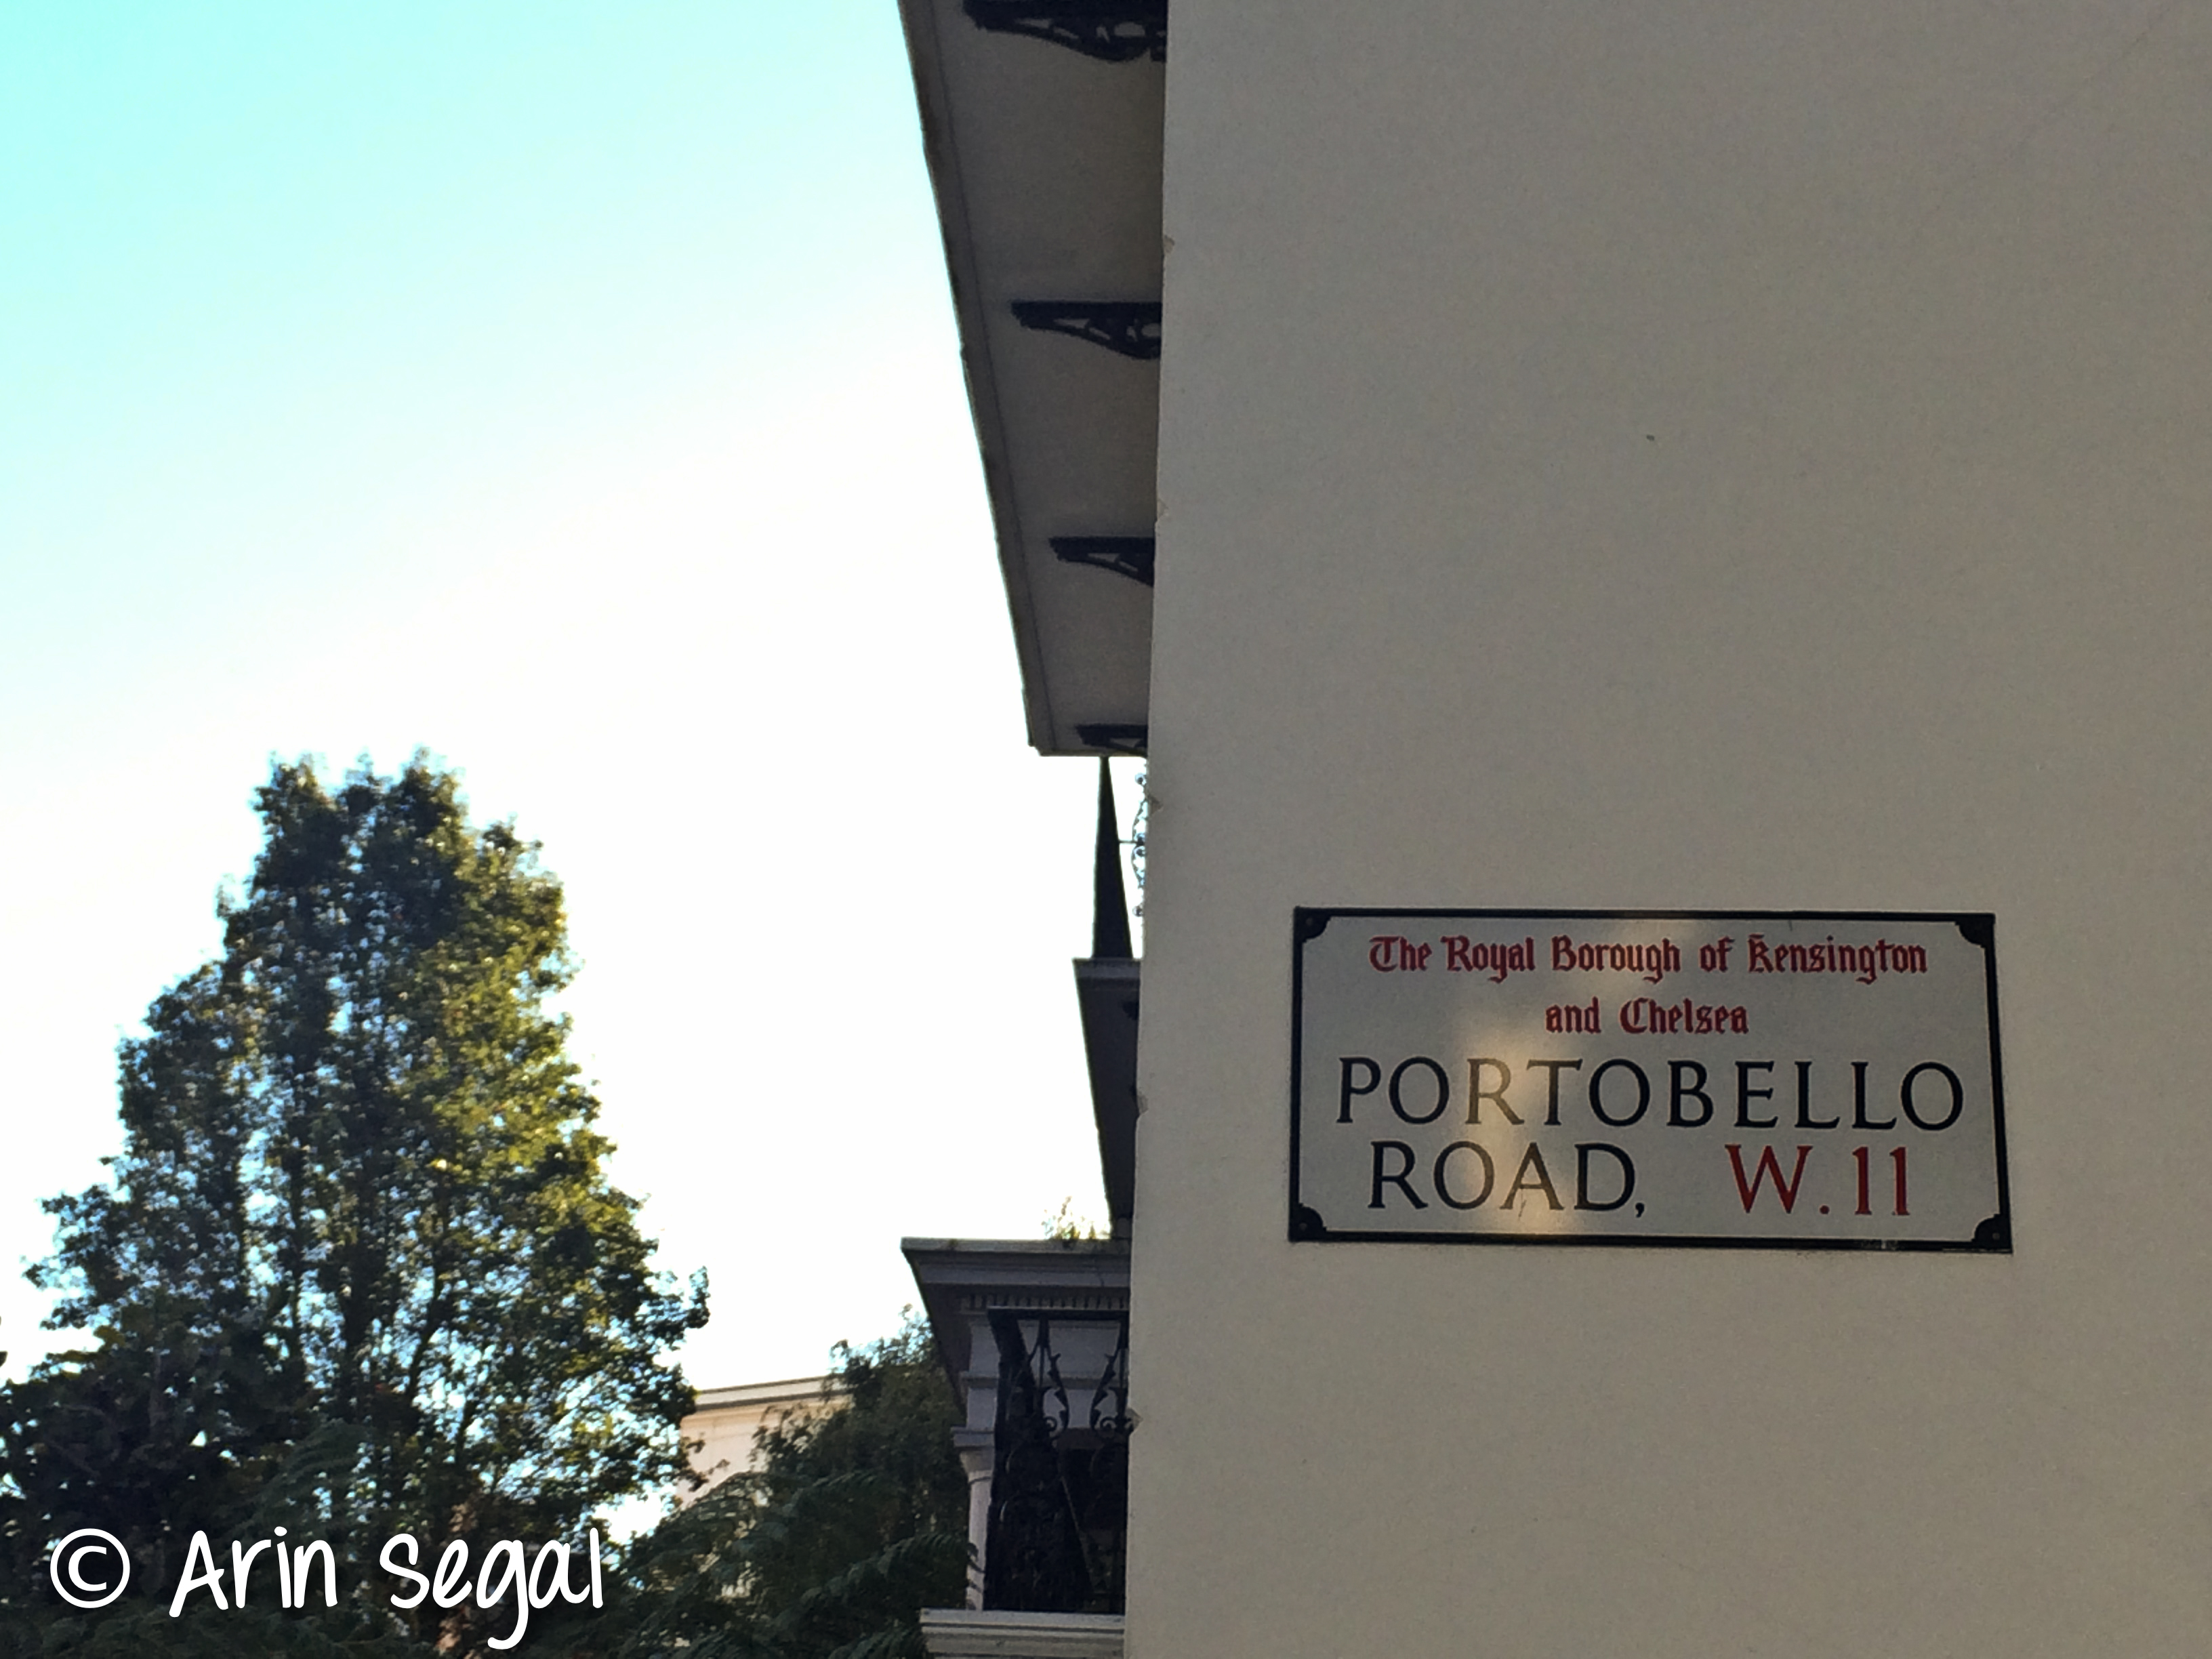 The Royal Borough of Kensington
and Chelsea
PORTOBELLO
ROAD, W.11
© Arin Segal